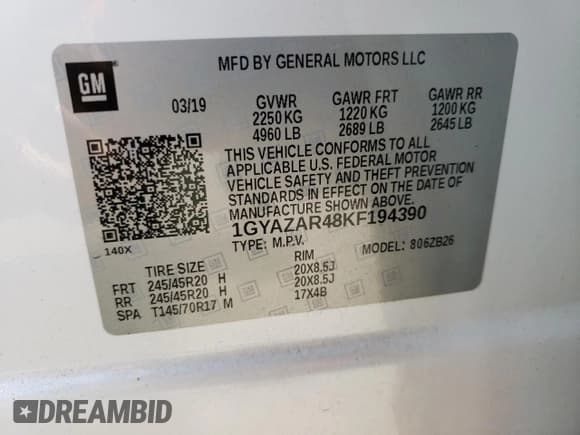 GM
MFD BY GENERAL MOTORS LLC
03/19 GVWR GAWR FRT GAWR RR
2250 KG 1220 KG 1200 KG
4960 LB 2689 LB 2645 LB
THIS VEHICLE CONFORMS TO ALL
APPLICABLE U.S. FEDERAL MOTOR
VEHICLE SAFETY AND THEFT PREVENTION
STANDARDS IN EFFECT ON THE DATE OF
MANUFACTURE SHOWN ABOVE.
140X 1GYAZAR48KF194390
TYPE: M.P.V. MODEL: 806ZB26
TIRE SIZE RIM
FRT 245/45R20 H 20X8.5J
RR 245/45R20 H 20X8.5J
SPA T145/70R17 M 17X4B
DREAMBID